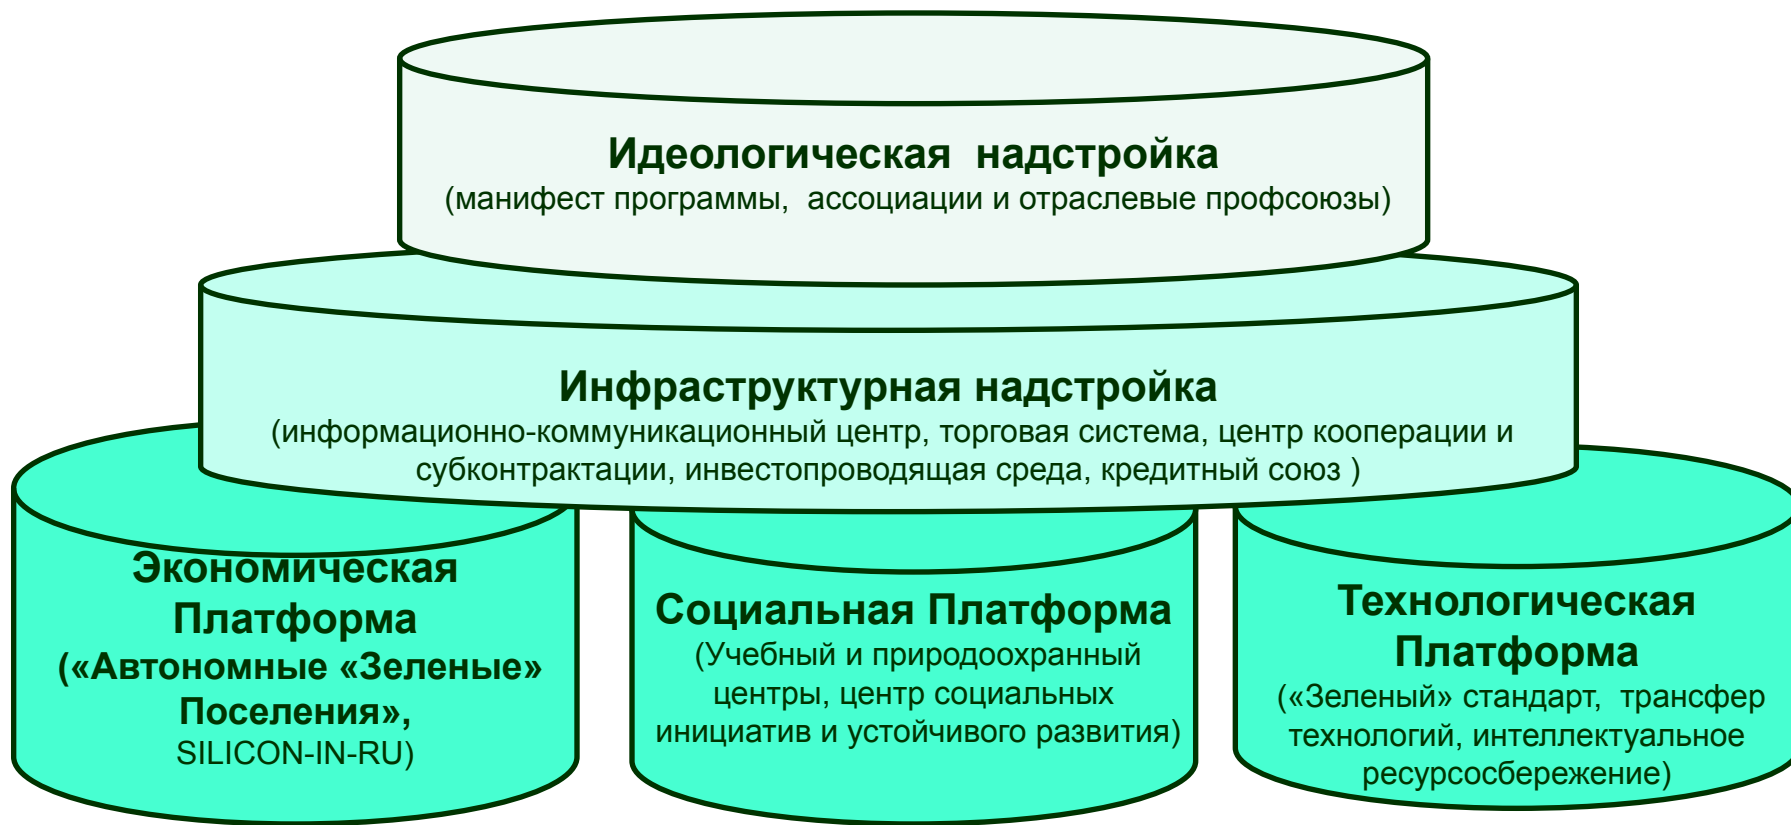 Идеологическая надстройка
(манифест программы, ассоциации и отраслевые профсоюзы)
Инфраструктурная надстройка
(информационно-коммуникационный центр, торговая система, центр кооперации и
субконтрактации, инвестопроводящая среда, кредитный союз )
Экономическая
Платформа
(«Автономные «Зеленые»
Поселения»,
SILICON-IN-RU)
Социальная Платформа
(Учебный и природоохранный
центры, центр социальных
инициатив и устойчивого развития)
Технологическая
Платформа
(«Зеленый» стандарт, трансфер
технологий, интеллектуальное
ресурсосбережение)